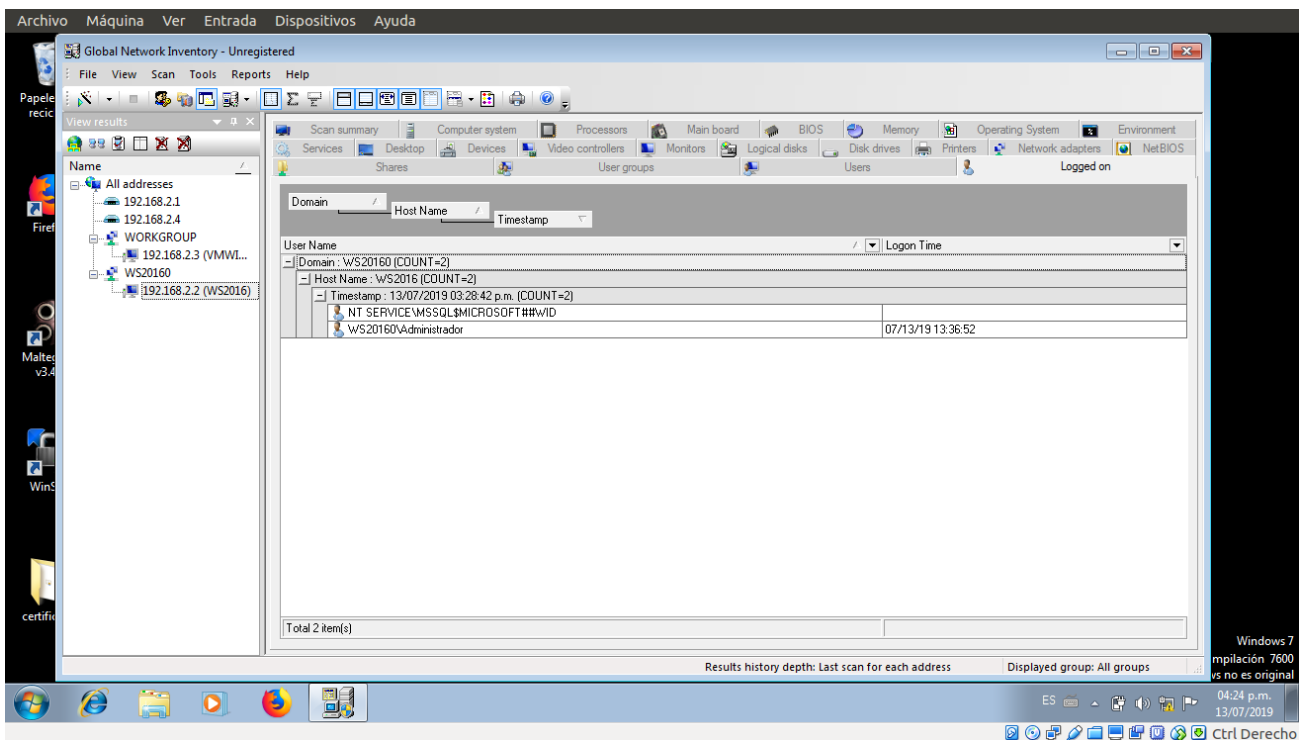 Archivo Máquina Ver Entrada Dispositivos Ayuda
Global Network Inventory - Unregistered
File View Scan Tools Reports Help
Papele
recic
View results
Name
All addresses
192.168.2.1
192.168.2.4
WORKGROUP
192.168.2.3 (VMWI...
WS20160
192.168.2.2 (WS2016)
Scan summary Computer system Processors Main board BIOS Memory Operating System Environment
Services Desktop Devices Video controllers Monitors Logical disks Disk drives Printers Network adapters NetBIOS
Shares User groups Users Logged on
Domain
Host Name
Timestamp
User Name Logon Time
Domain : WS20160 (COUNT=2)
Host Name : WS2016 (COUNT=2)
Timestamp : 13/07/2019 03:28:42 p.m. (COUNT=2)
NT SERVICE\MSSQL$MICROSOFT##WID
WS20160\Administrador 07/13/19 13:36:52
Total 2 item(s)
Results history depth: Last scan for each address Displayed group: All groups
Firef
Malteg
v3.4
WinS
certific
Windows 7
mpilación 7600
vs no es original
ES
04:24 p.m.
13/07/2019
Ctrl Derecho